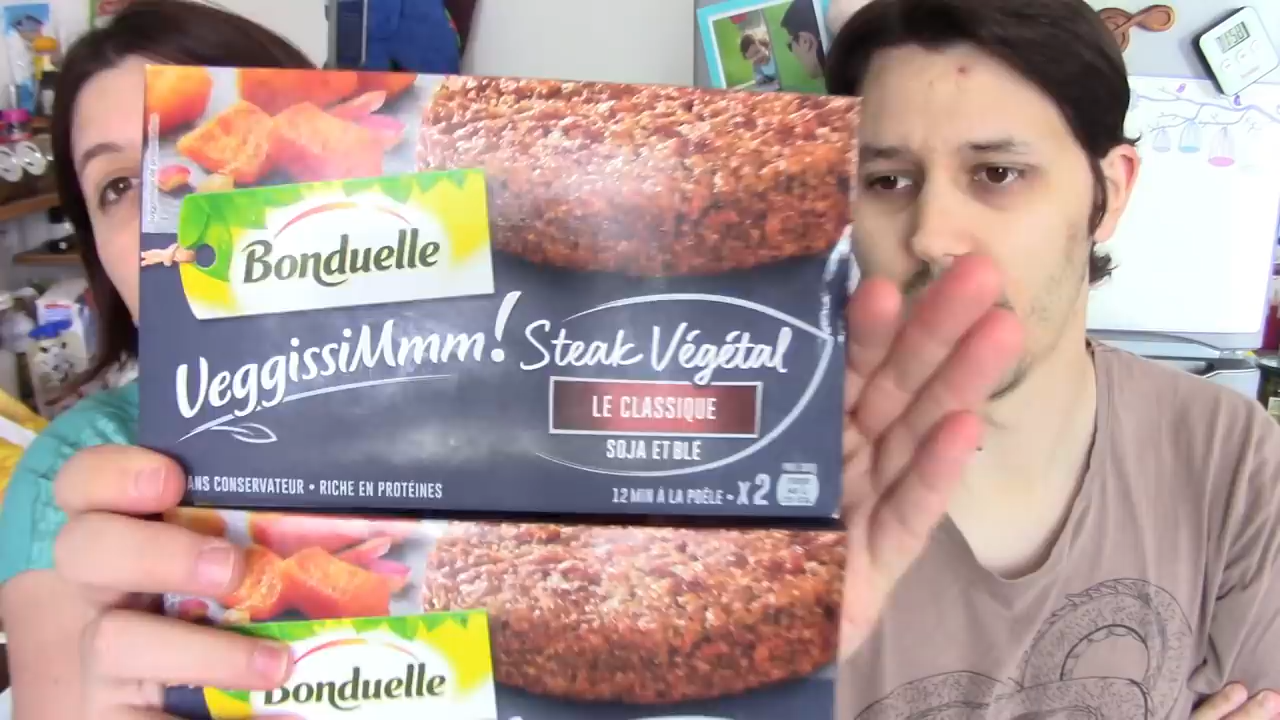 Bonduelle
VeggissiMmm! Steak Végétal
LE CLASSIQUE
SOJA ET BLÉ
ANS CONSERVATEUR • RICHE EN PROTÉINES
12 MIN À LA POÊLE - x2
Bonduelle